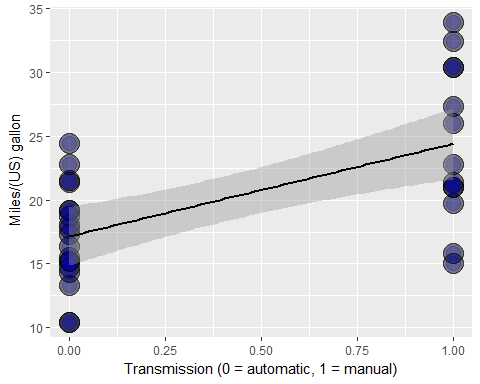 Miles/(US) gallon
35
30
25
20
15
10
0.00 0.25 0.50 0.75 1.00
Transmission (0 = automatic, 1 = manual)